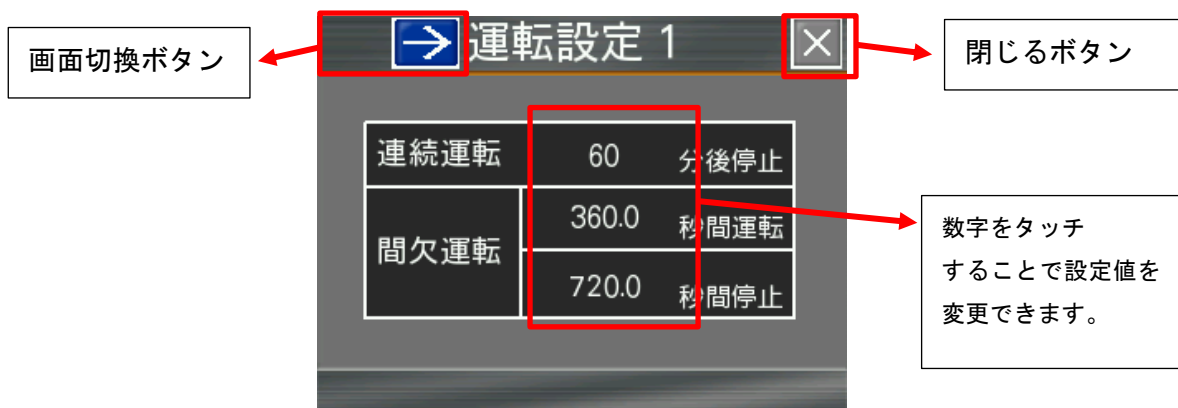 画面切換ボタン
運転設定 1
閉じるボタン
連続運転 60 分後停止
間欠運転 360.0 秒間運転
720.0 秒間停止
数字をタッチ
することで設定値を
変更できます。